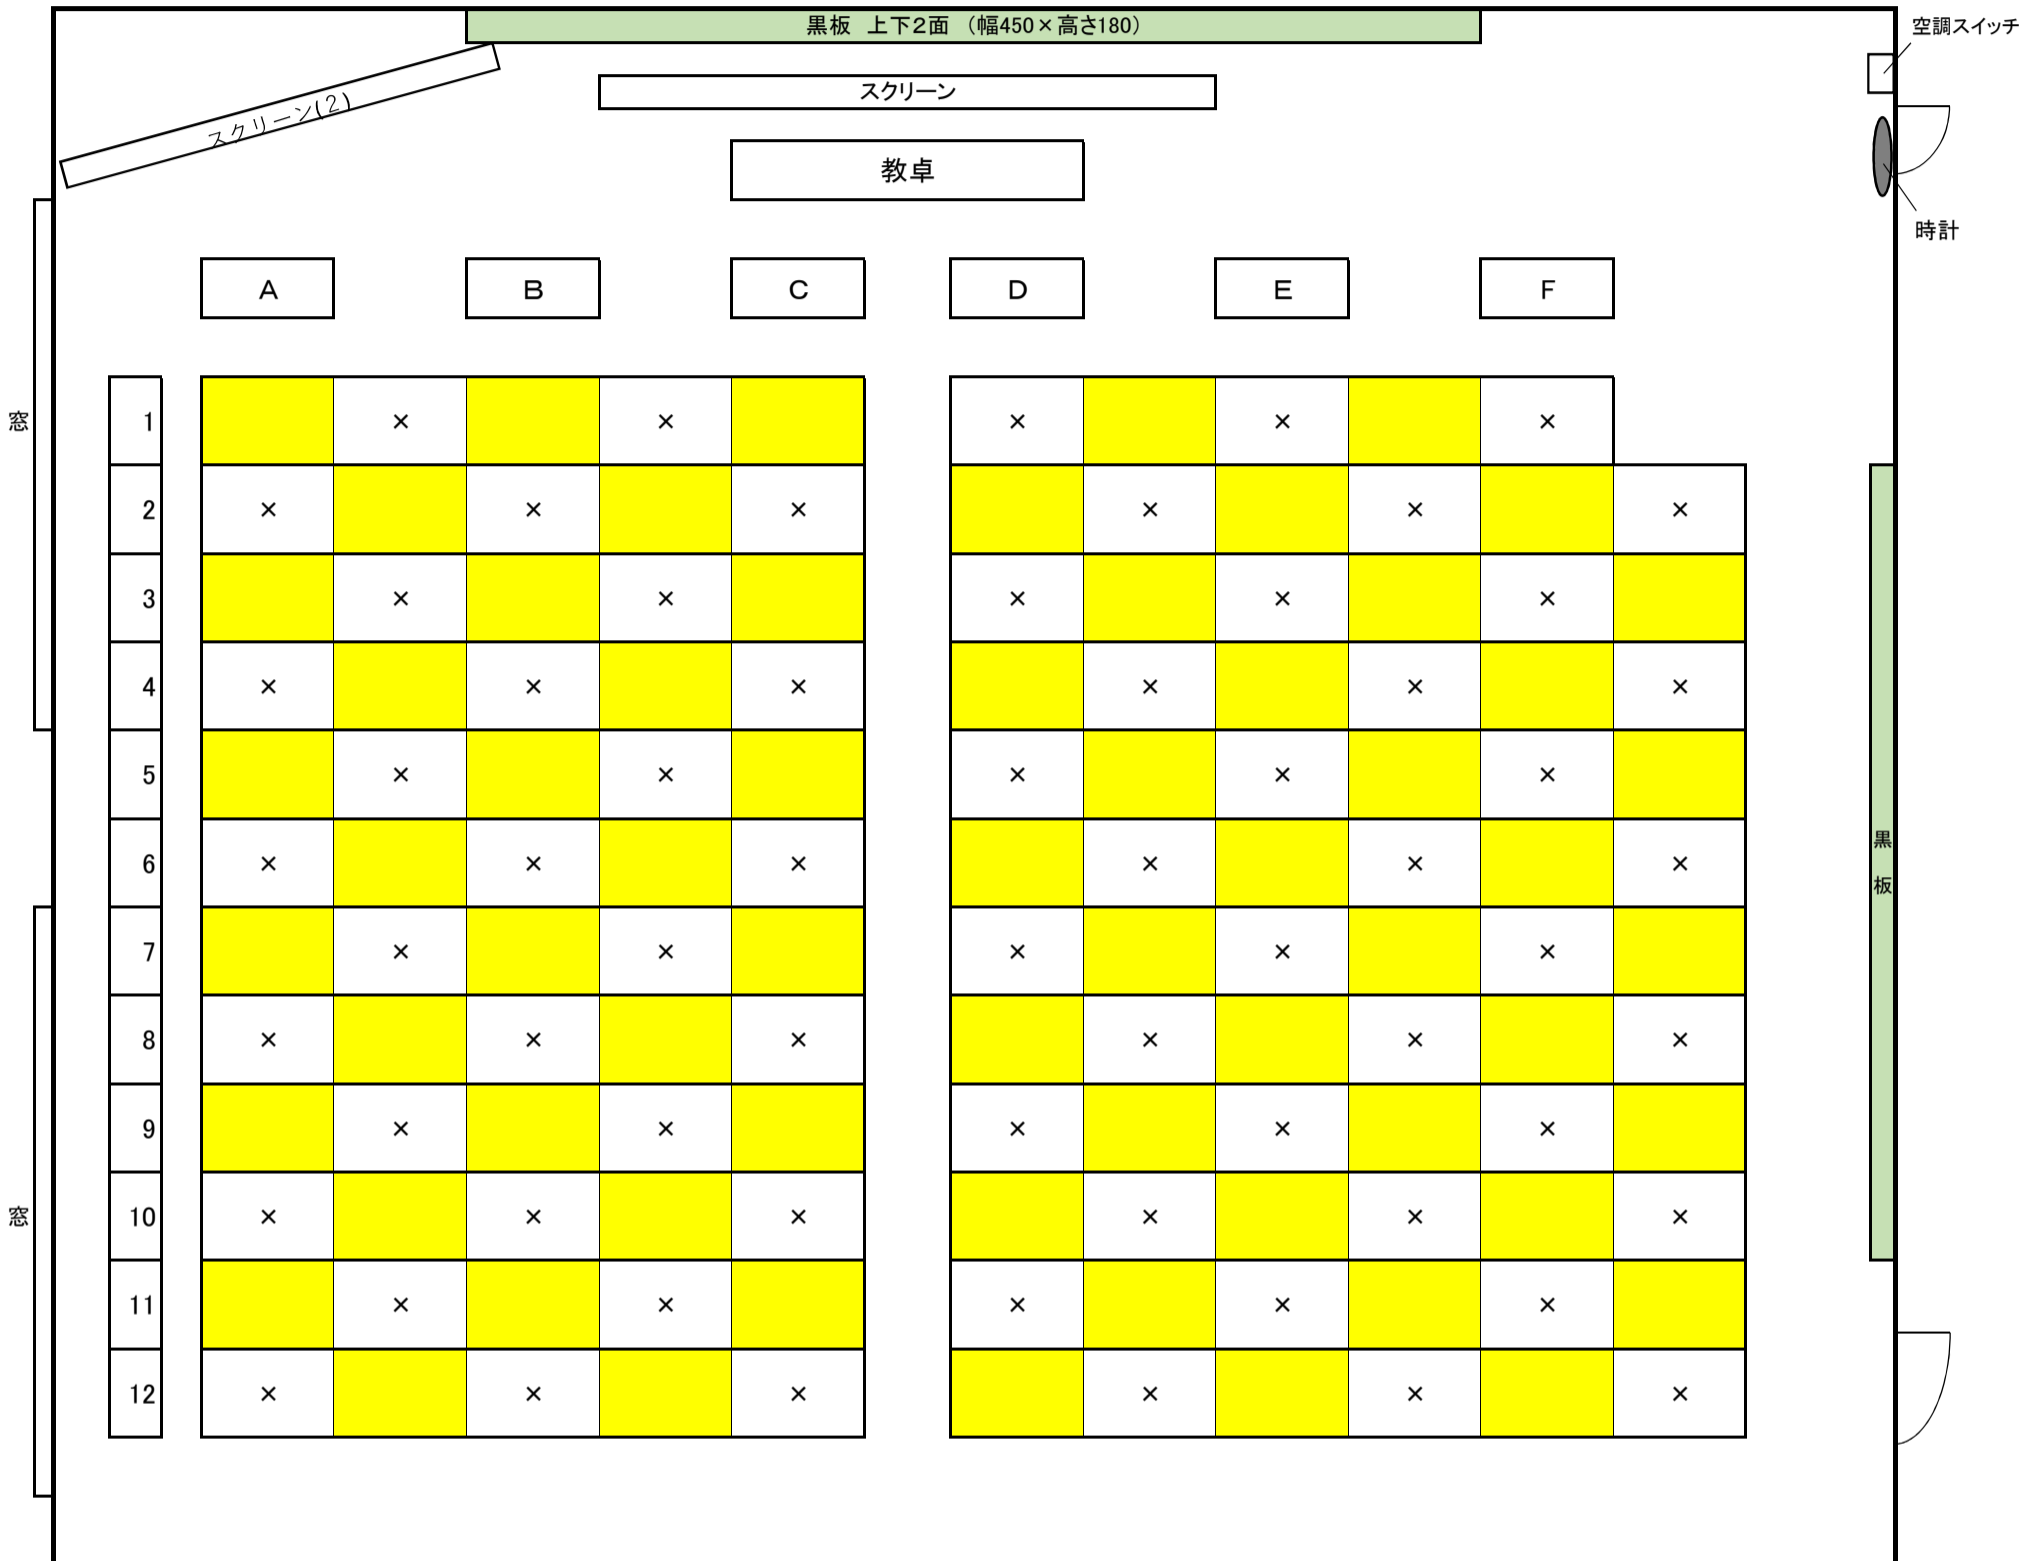 黒板　上下２面　（幅450×高さ180）
空調スイッチ
スクリーン
スクリーン(２)
教卓
時計
A B C D E F
窓
1 × × × × ×
2 × × × × × ×
3 × × × × ×
4 × × × × × ×
5 × × × × ×
6 × × × × × ×
黒
板
7 × × × × ×
8 × × × × × ×
9 × × × × ×
窓
10 × × × × × ×
11 × × × × ×
12 × × × × × ×